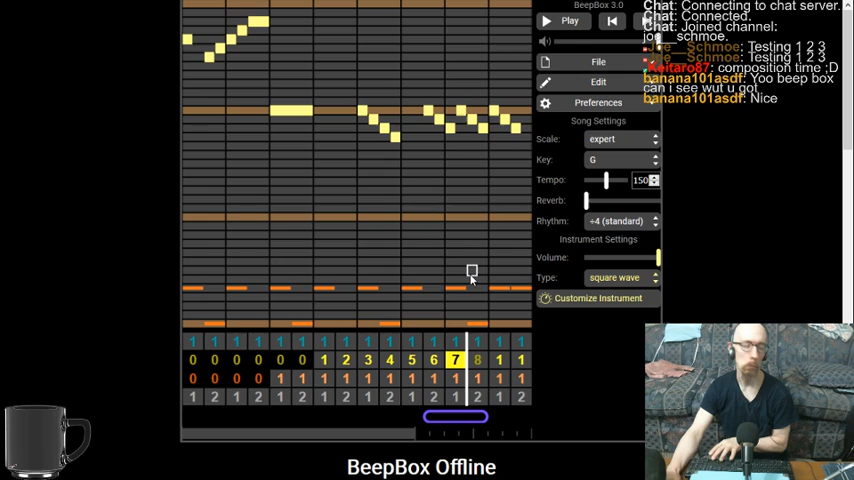 BeepBox 3.0
Play
File
Edit
Preferences
Song Settings
Scale: expert
Key: G
Tempo: 150
Reverb:
Rhythm: ÷4 (standard)
Instrument Settings
Volume:
Type: square wave
Customize Instrument
Chat: Connecting to chat server.
Chat: Connected.
Chat: Joined channel:
joe__schmoe.
Joe__Schmoe: Testing 1 2 3
Joe__Schmoe: Testing 1 2 3
Keitaro87: composition time ;D
banana101asdf: Yoo beep box
can i see wut u got
banana101asdf: Nice
1 1 1 1 1 1 1 1 1 1 1 1 1 1 1 1
0 0 0 0 0 0 1 2 3 4 5 6 7 8 1 1
0 0 0 0 1 1 1 1 1 1 1 1 1 1 1 1
1 2 1 2 1 2 1 2 1 2 1 2 1 2 1 2
BeepBox Offline